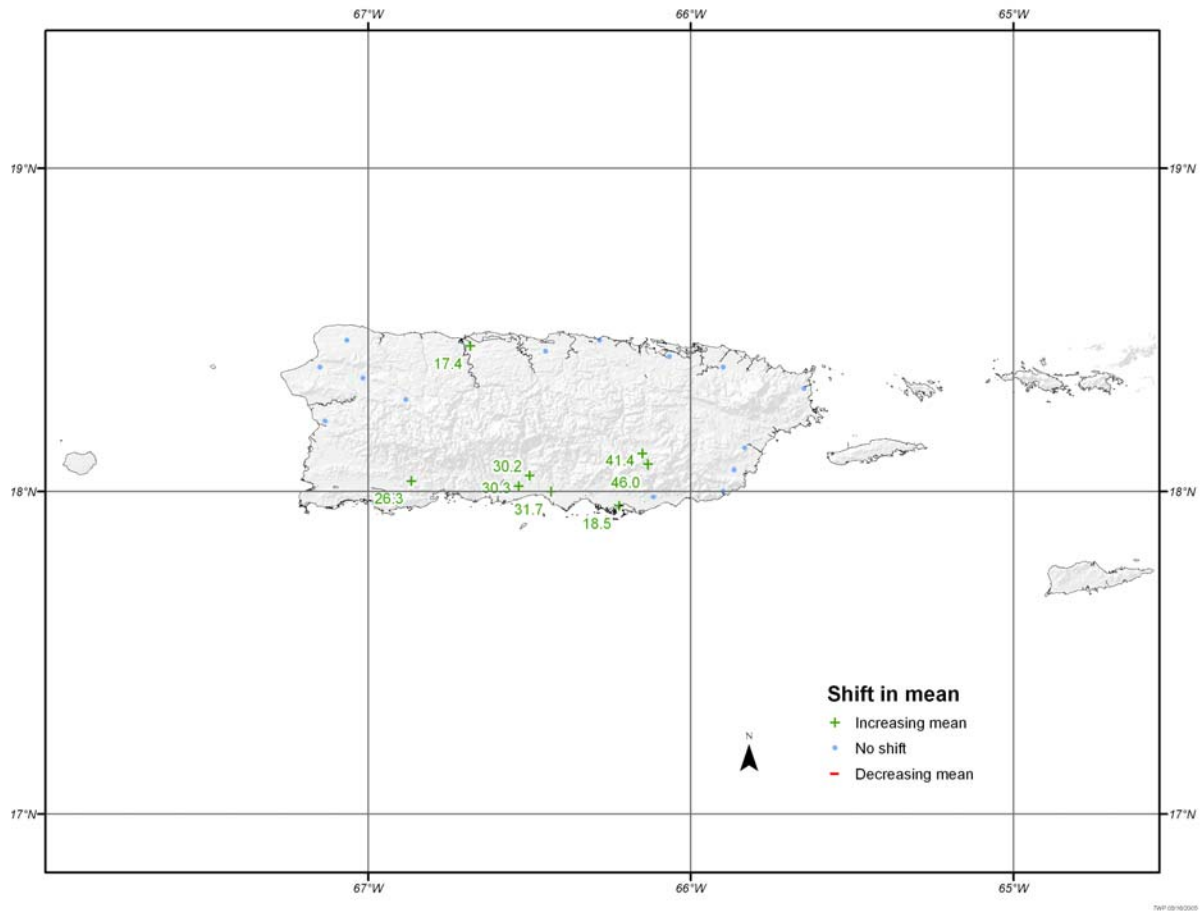 67°W 66°W 65°W
19°N 19°N
17.4
41.4
30.2
46.0
30.3
18°N 18°N
26.3
31.7
18.5
Shift in mean
Increasing mean
N
No shift
Decreasing mean
17°N 17°N
67°W 66°W 65°W